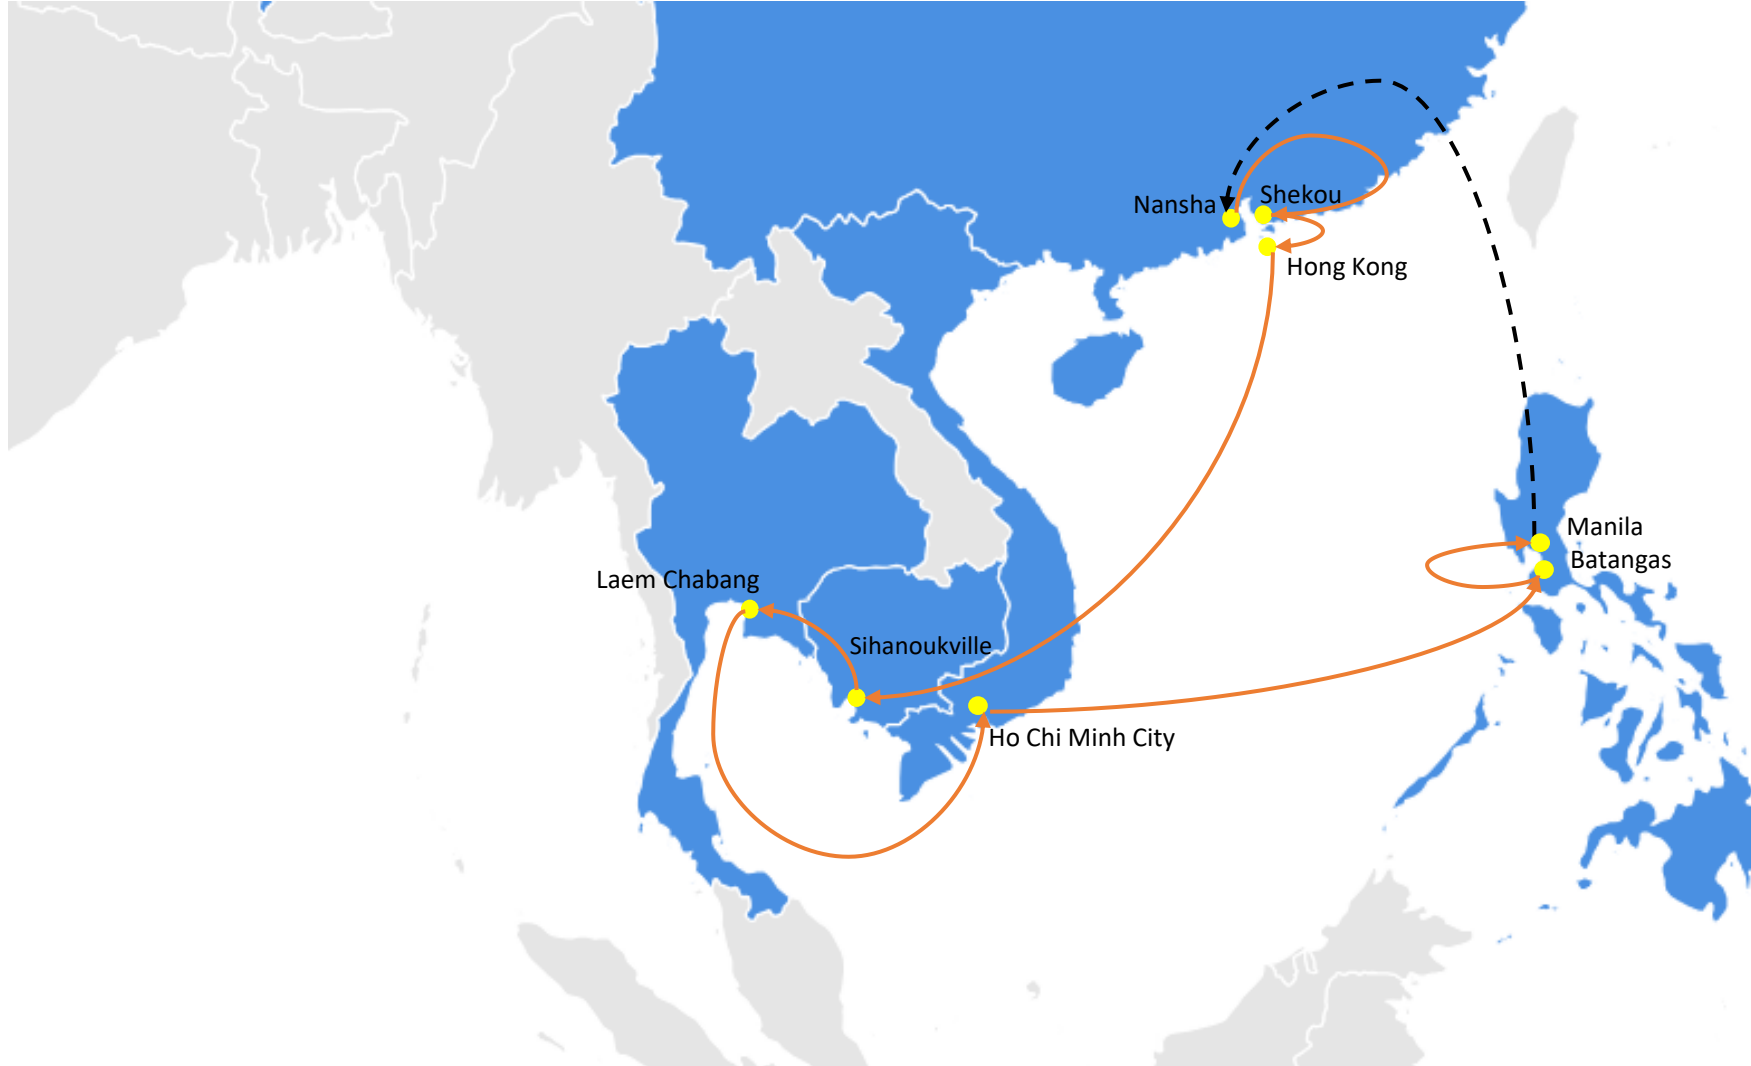 Shekou
Nansha
Hong Kong
Manila
Batangas
Laem Chabang
Sihanoukville
Ho Chi Minh City